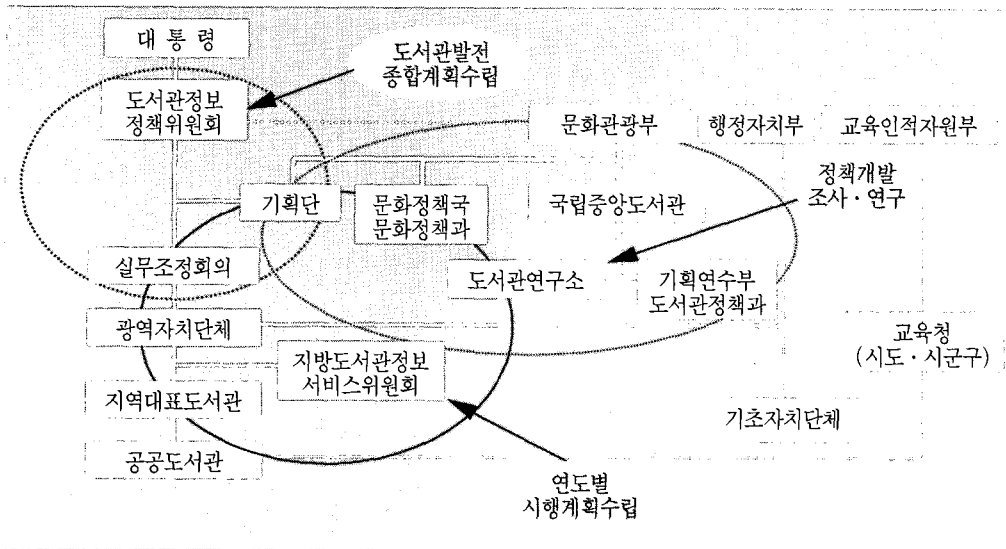 대 통 령
도서관발전
종합계획수립
도서관정보
정책위원회
문화관광부
행정자치부
교육인적자원부
정책개발
조사·연구
기획단
문화정책국
문화정책과
국립중앙도서관
실무조정회의
도서관연구소
기획연수부
도서관정책과
광역자치단체
교육청
(시도·시군구)
지방도서관정보
서비스위원회
지역대표도서관
기초자치단체
공공도서관
연도별
시행계획수립